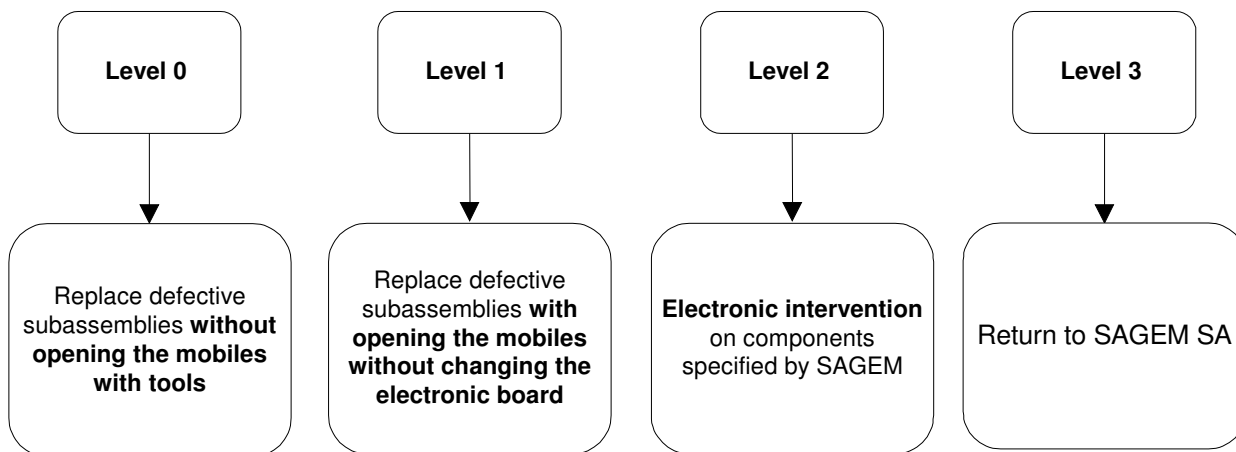 Level 0
Level 1
Level 2
Level 3
Replace defective
subassemblies without
opening the mobiles
with tools
Replace defective
subassemblies with
opening the mobiles
without changing the
electronic board
Electronic intervention
on components
specified by SAGEM
Return to SAGEM SA